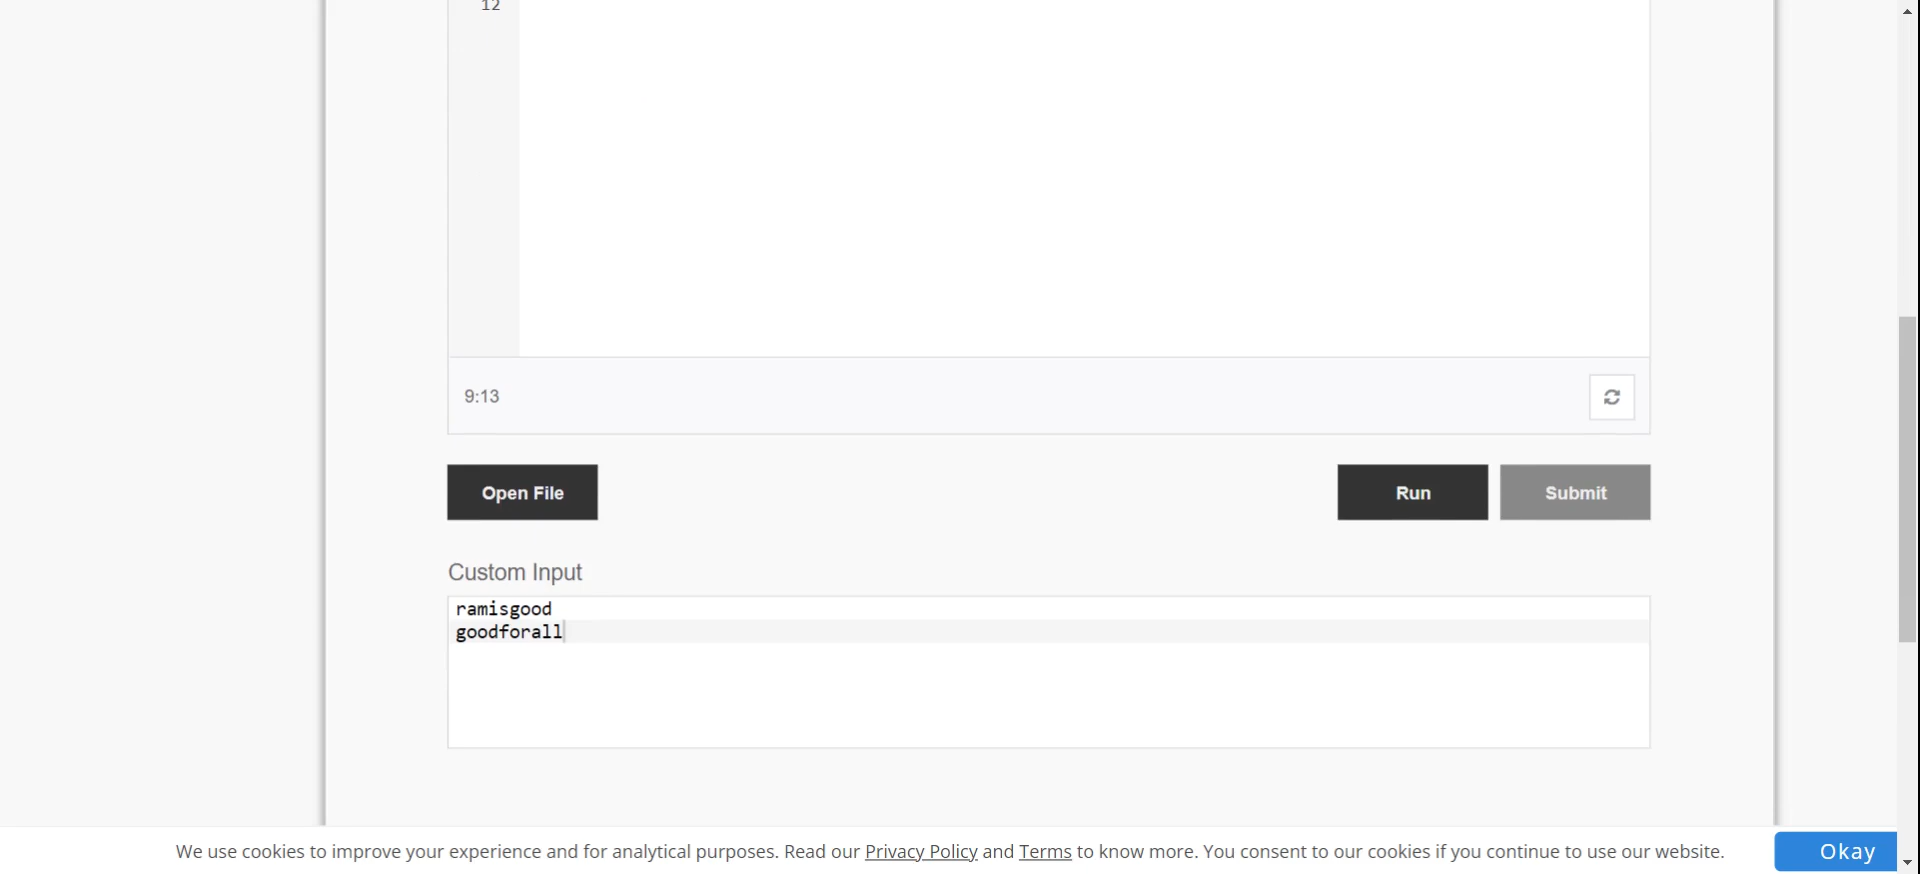 12
9:13
Open File
Run
Submit
Custom Input
ramisgood
goodforall
We use cookies to improve your experience and for analytical purposes. Read our Privacy Policy and Terms to know more. You consent to our cookies if you continue to use our website.
Okay